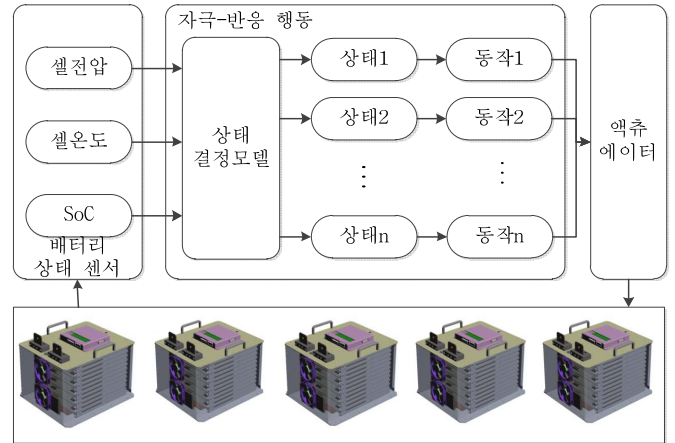 자극-반응 행동
셀전압
셀온도
SoC
배터리
상태 센서
상태
결정모델
상태1
동작1
상태2
동작2
⋮
⋮
상태n
동작n
액츄
에이터